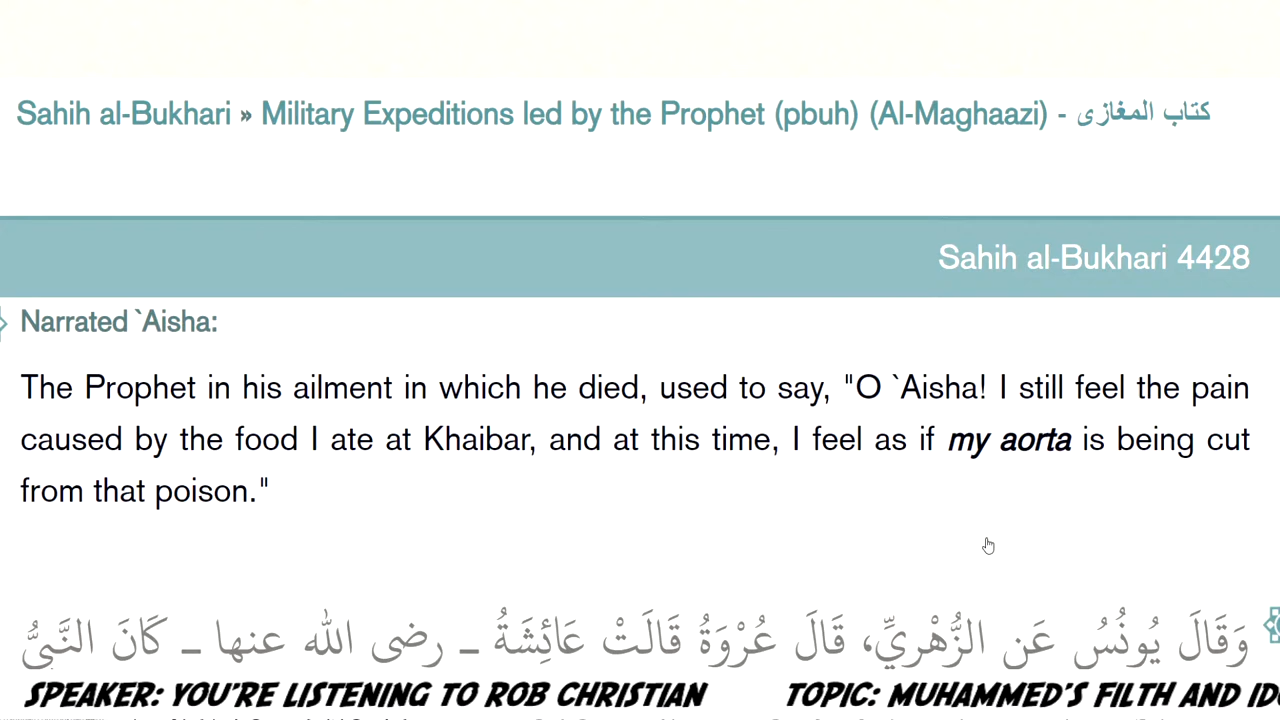 Sahih al-Bukhari » Military Expeditions led by the Prophet (pbuh) (Al-Maghaazi) - كتاب المغازى
Sahih al-Bukhari 4428
Narrated `Aisha:
The Prophet in his ailment in which he died, used to say, "O `Aisha! I still feel the pain
caused by the food I ate at Khaibar, and at this time, I feel as if my aorta is being cut
from that poison."
وَقَالَ يُونُسُ عَنِ الزُّهْرِيِّ، قَالَ عُرْوَةُ قَالَتْ عَائِشَةُ ـ رضى الله عنها ـ كَانَ النَّبِيُّ
SPEAKER: YOU'RE LISTENING TO ROB CHRISTIAN TOPIC: MUHAMMED'S FILTH AND